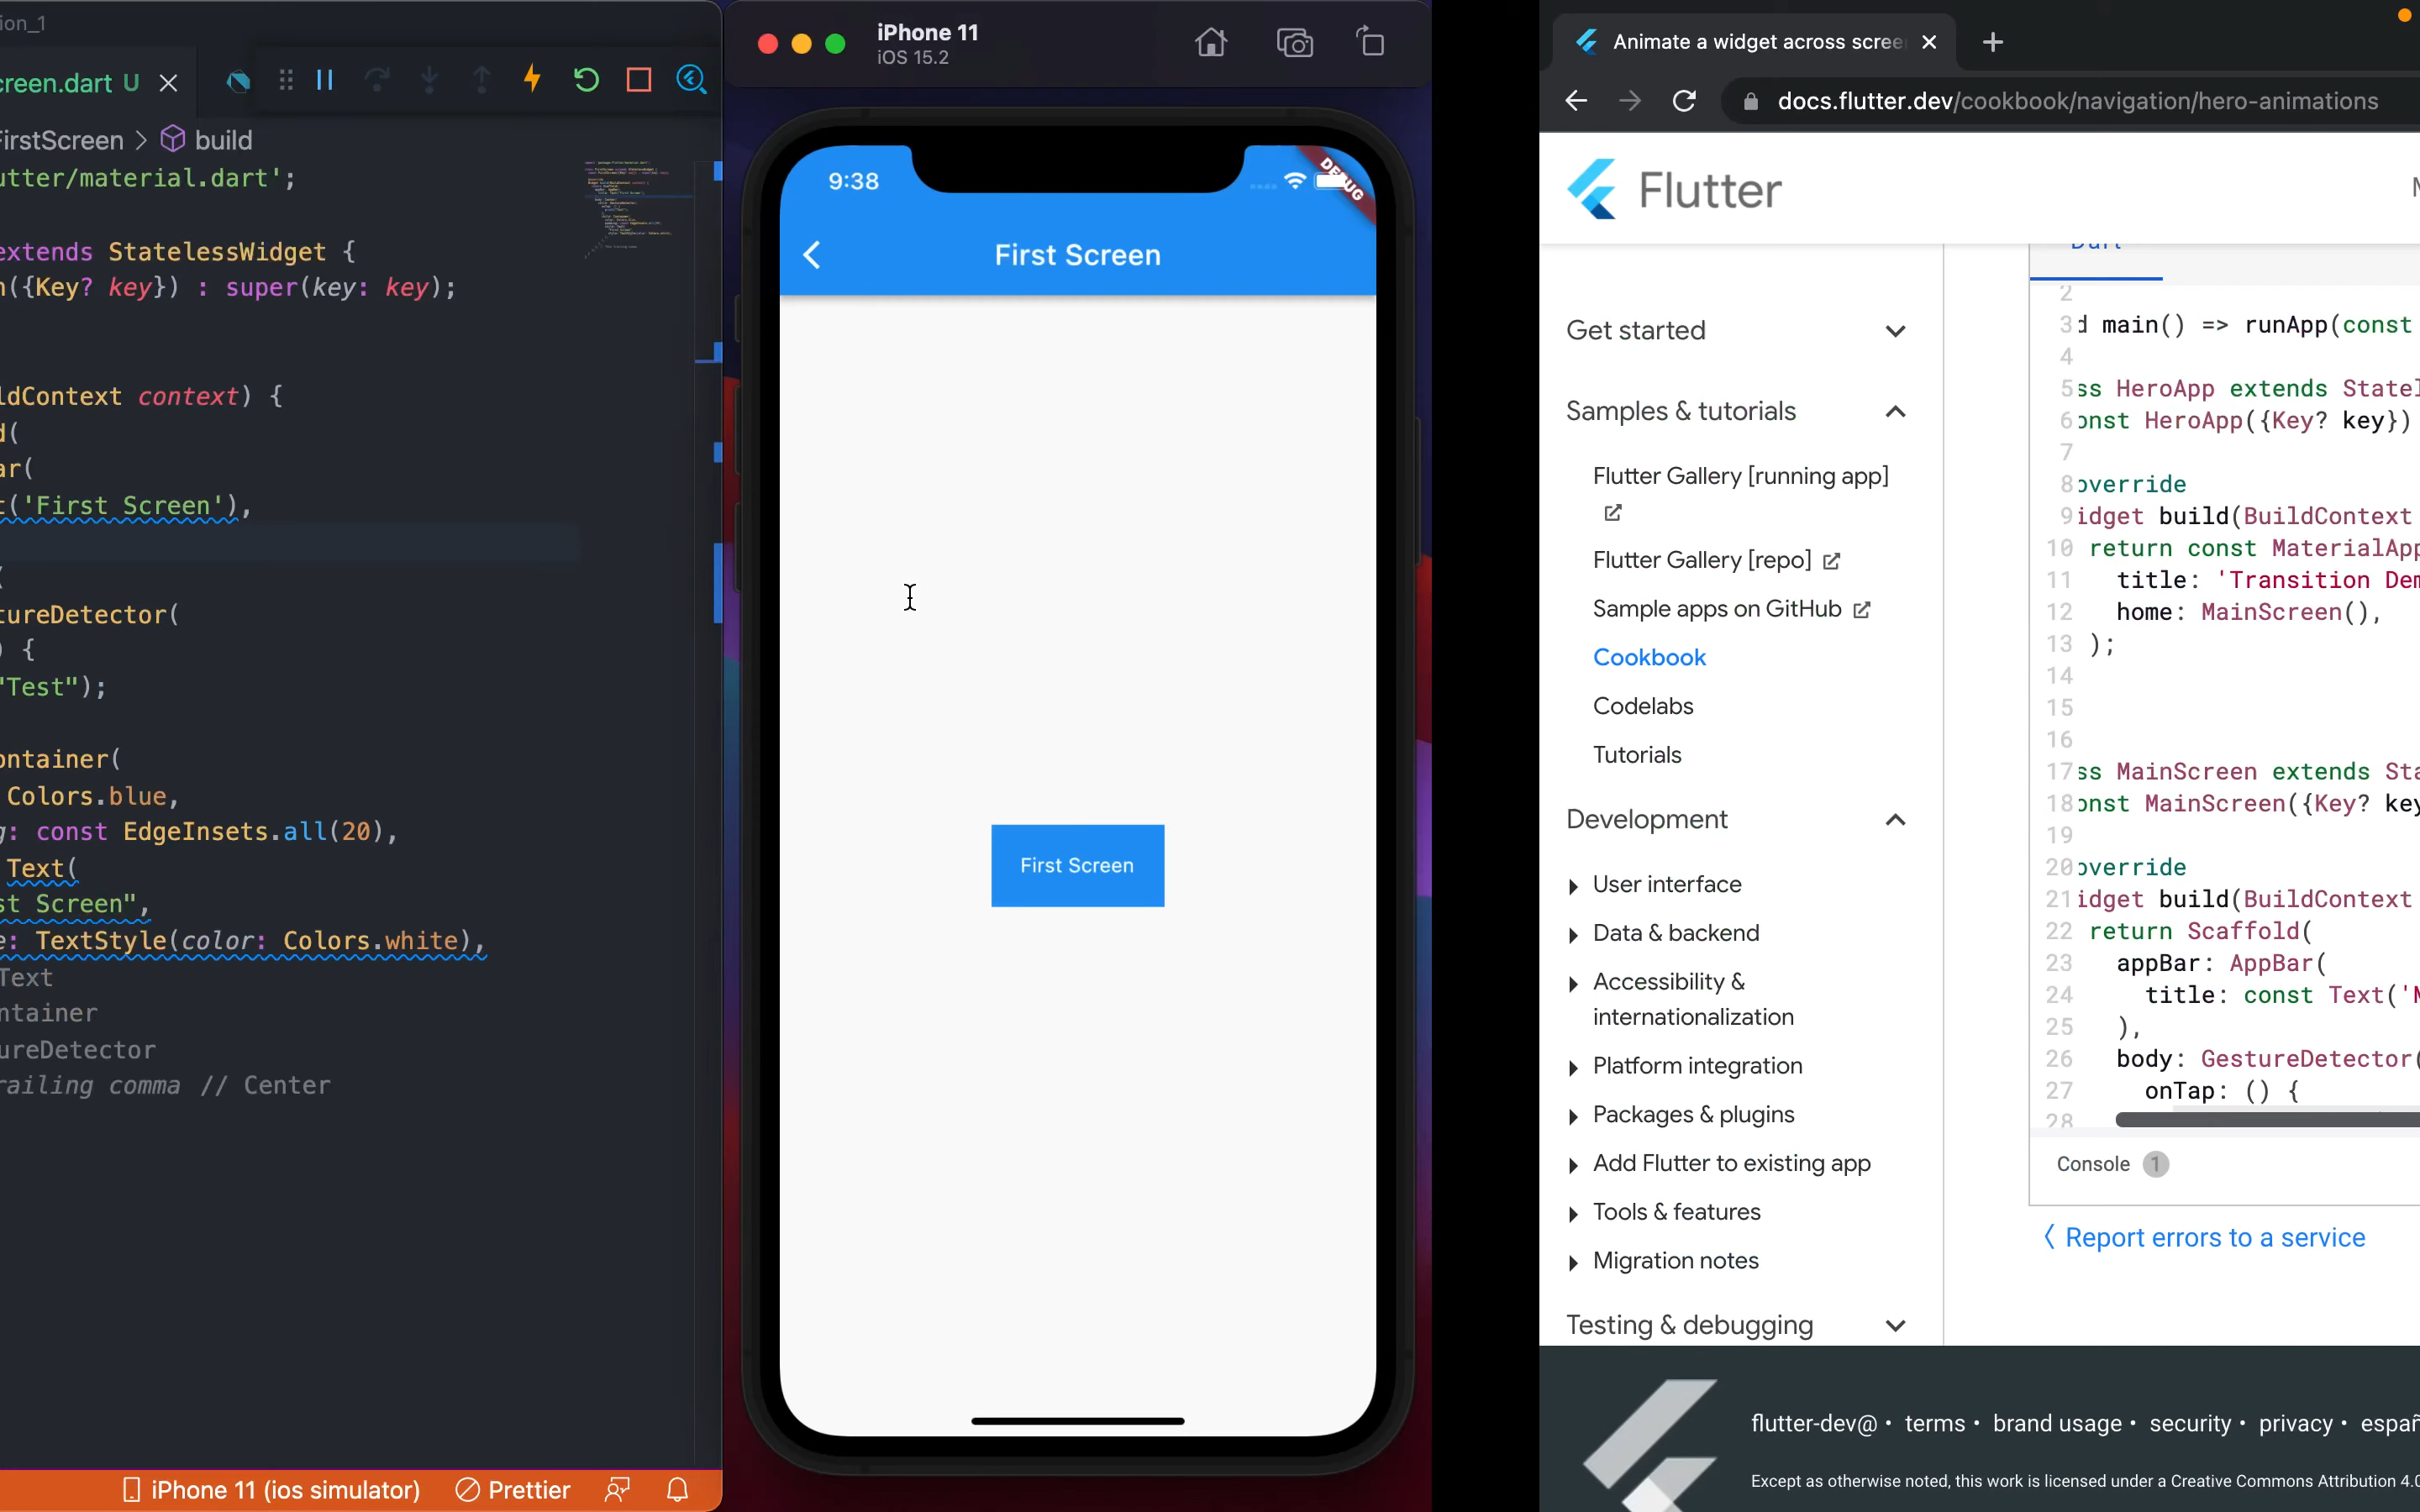 ion_1
creen.dart U
FirstScreen > build
utter/material.dart';
extends StatelessWidget {
n({Key? key}) : super(key: key);
ldContext context) {
d(
ar(
t('First Screen'),
(
tureDetector(
) {
"Test");
ontainer(
Colors.blue,
g: const EdgeInsets.all(20),
Text(
st Screen",
e: TextStyle(color: Colors.white),
Text
ntainer
ureDetector
railing comma // Center
iPhone 11 (ios simulator) Prettier
iPhone 11
iOS 15.2
9:38
DEBUG
First Screen
First Screen
Animate a widget across scree
docs.flutter.dev/cookbook/navigation/hero-animations
Flutter
Get started
Samples & tutorials
Flutter Gallery [running app]
Flutter Gallery [repo]
Sample apps on GitHub
Cookbook
Codelabs
Tutorials
Development
User interface
Data & backend
Accessibility &
internationalization
Platform integration
Packages & plugins
Add Flutter to existing app
Tools & features
Migration notes
Testing & debugging
Dart
2
3 d main() => runApp(const
4
5 ss HeroApp extends Statel
6 onst HeroApp({Key? key})
7
8 override
9 idget build(BuildContext
10 return const MaterialApp
11 title: 'Transition Dem
12 home: MainScreen(),
13 );
14
15
16
17 ss MainScreen extends Sta
18 onst MainScreen({Key? key
19
20 override
21 idget build(BuildContext
22 return Scaffold(
23 appBar: AppBar(
24 title: const Text('M
25 ),
26 body: GestureDetector(
27 onTap: () {
28
Console 1
Report errors to a service
flutter-dev@ • terms • brand usage • security • privacy • españ
Except as otherwise noted, this work is licensed under a Creative Commons Attribution 4.0